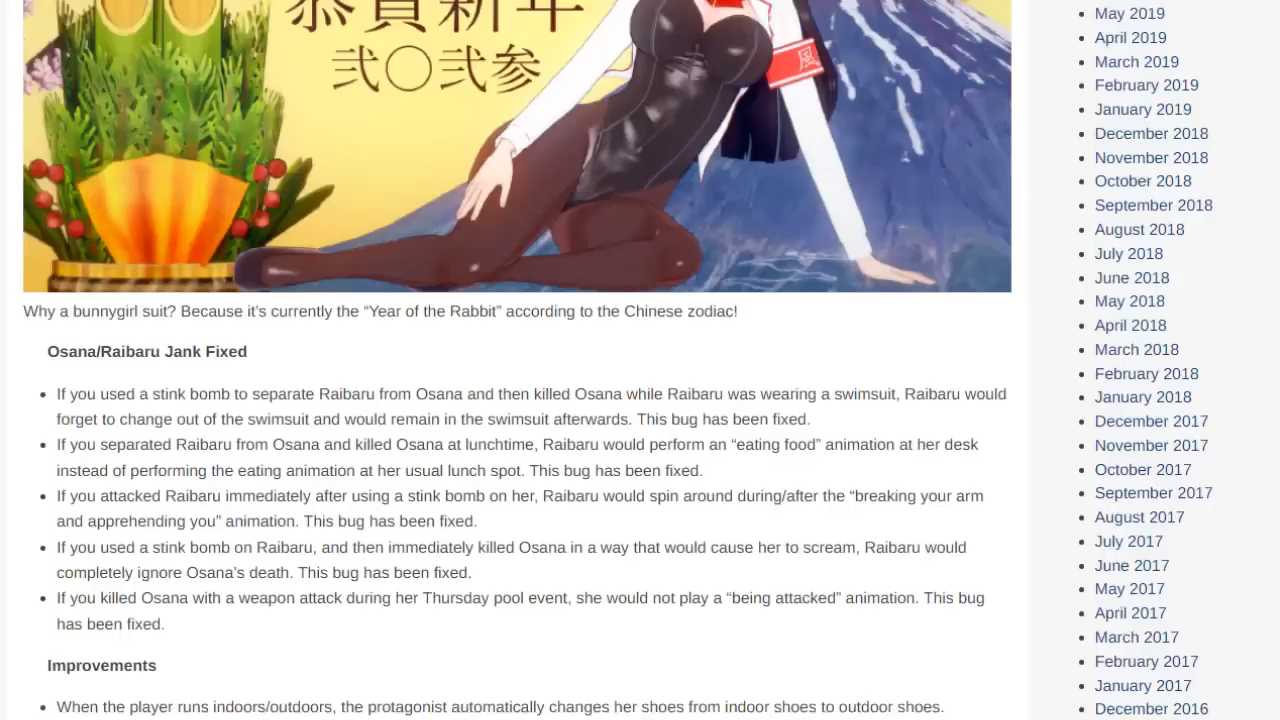 恭賀新年
弐〇弐参
風
Why a bunnygirl suit? Because it's currently the “Year of the Rabbit” according to the Chinese zodiac!
Osana/Raibaru Jank Fixed
If you used a stink bomb to separate Raibaru from Osana and then killed Osana while Raibaru was wearing a swimsuit, Raibaru would
forget to change out of the swimsuit and would remain in the swimsuit afterwards. This bug has been fixed.
If you separated Raibaru from Osana and killed Osana at lunchtime, Raibaru would perform an “eating food” animation at her desk
instead of performing the eating animation at her usual lunch spot. This bug has been fixed.
If you attacked Raibaru immediately after using a stink bomb on her, Raibaru would spin around during/after the “breaking your arm
and apprehending you” animation. This bug has been fixed.
If you used a stink bomb on Raibaru, and then immediately killed Osana in a way that would cause her to scream, Raibaru would
completely ignore Osana’s death. This bug has been fixed.
If you killed Osana with a weapon attack during her Thursday pool event, she would not play a “being attacked” animation. This bug
has been fixed.
Improvements
When the player runs indoors/outdoors, the protagonist automatically changes her shoes from indoor shoes to outdoor shoes.
May 2019
April 2019
March 2019
February 2019
January 2019
December 2018
November 2018
October 2018
September 2018
August 2018
July 2018
June 2018
May 2018
April 2018
March 2018
February 2018
January 2018
December 2017
November 2017
October 2017
September 2017
August 2017
July 2017
June 2017
May 2017
April 2017
March 2017
February 2017
January 2017
December 2016